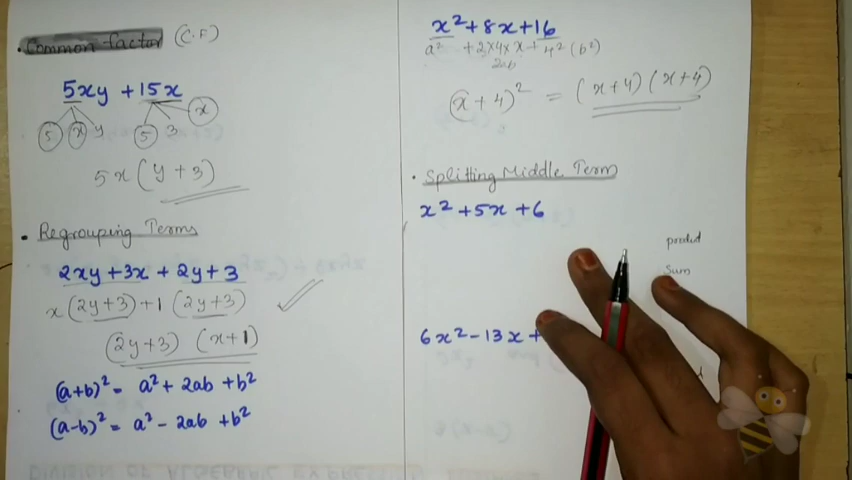 Common factor (C.F)
5xy + 15x
5 x y 5 3 x
5x(y+3)
Regrouping Terms
2xy+3x+2y+3
x(2y+3)+1(2y+3)
(2y+3) (x+1)
(a+b)² = a²+2ab+b²
(a-b)² = a²-2ab+b²
x²+8x+16
a² + 2×4×x + 4² (b²)
2ab
(x+4)² = (x+4)(x+4)
Splitting Middle Term
x²+5x+6
product
Sum
6x²-13x+